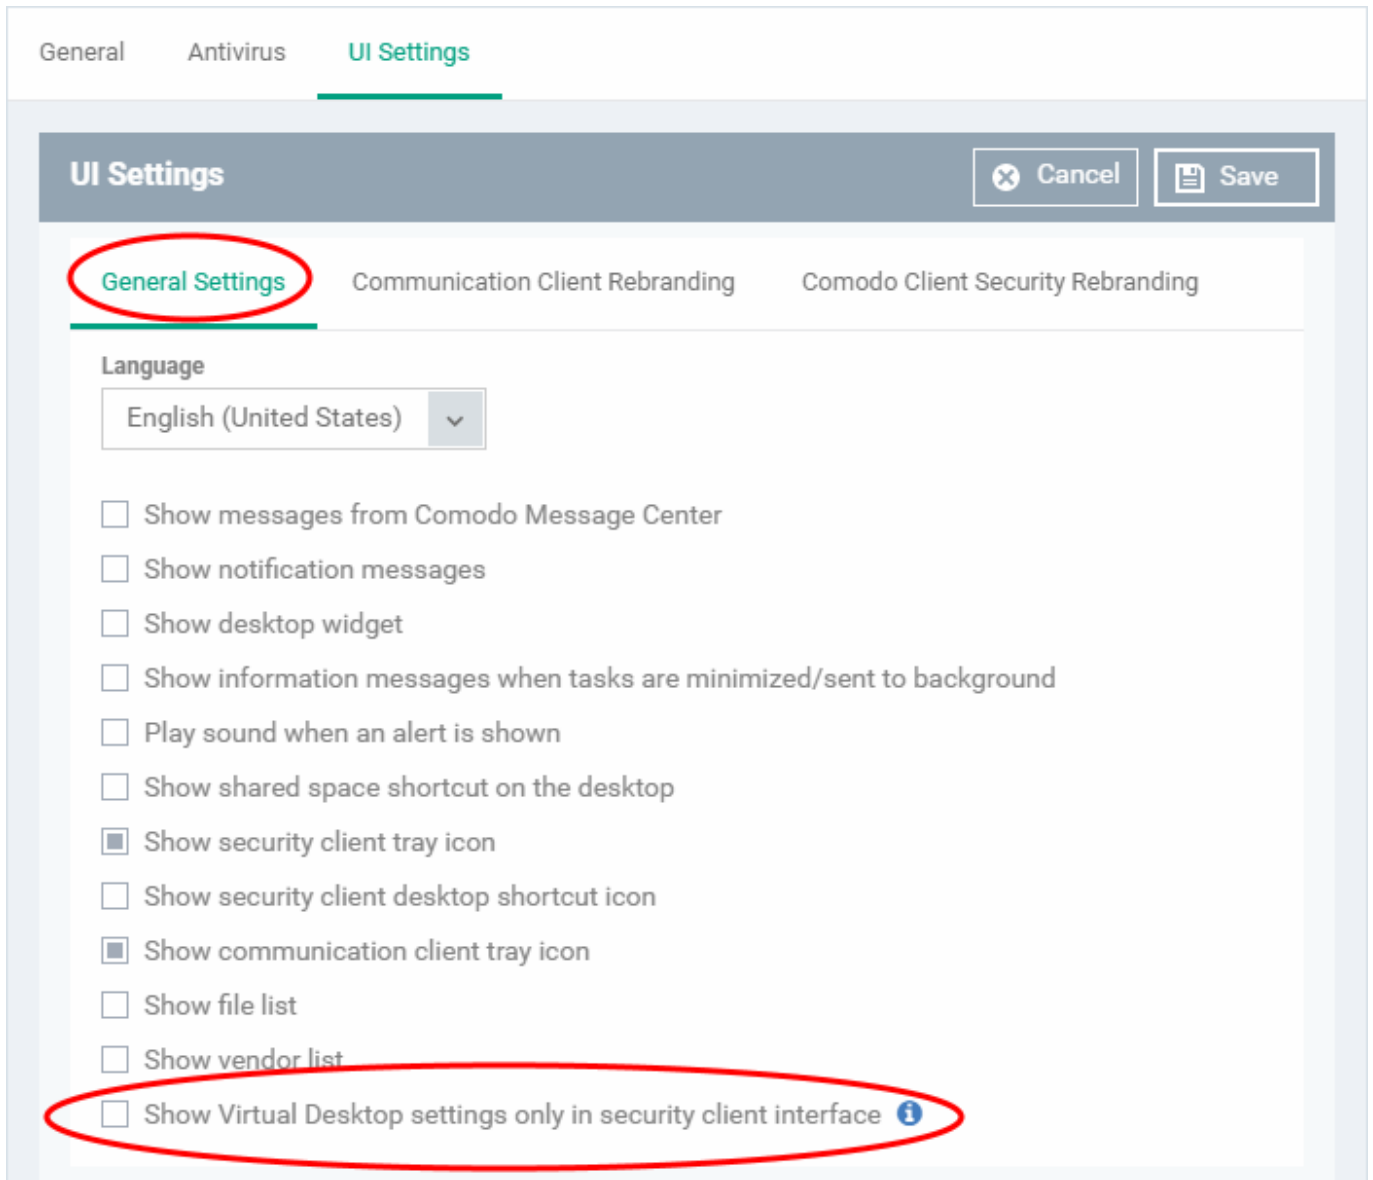 General Antivirus UI Settings
UI Settings Cancel Save
General Settings Communication Client Rebranding Comodo Client Security Rebranding
Language
English (United States)
Show messages from Comodo Message Center
Show notification messages
Show desktop widget
Show information messages when tasks are minimized/sent to background
Play sound when an alert is shown
Show shared space shortcut on the desktop
Show security client tray icon
Show security client desktop shortcut icon
Show communication client tray icon
Show file list
Show vendor list
Show Virtual Desktop settings only in security client interface